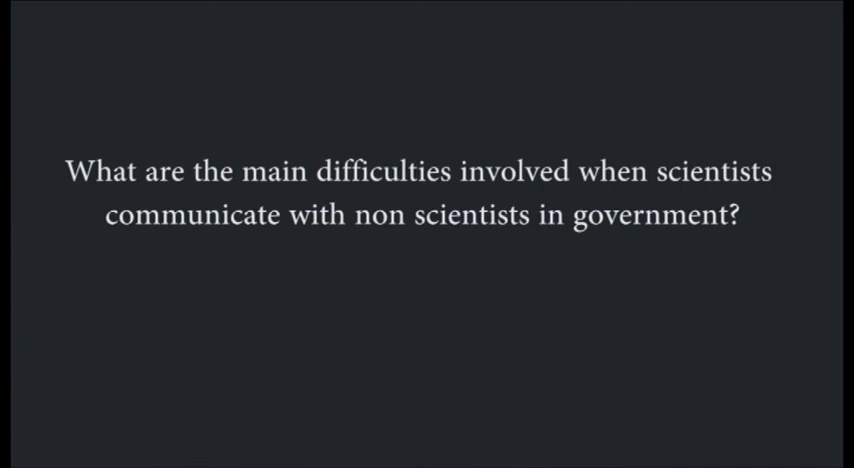 What are the main difficulties involved when scientists
communicate with non scientists in government?